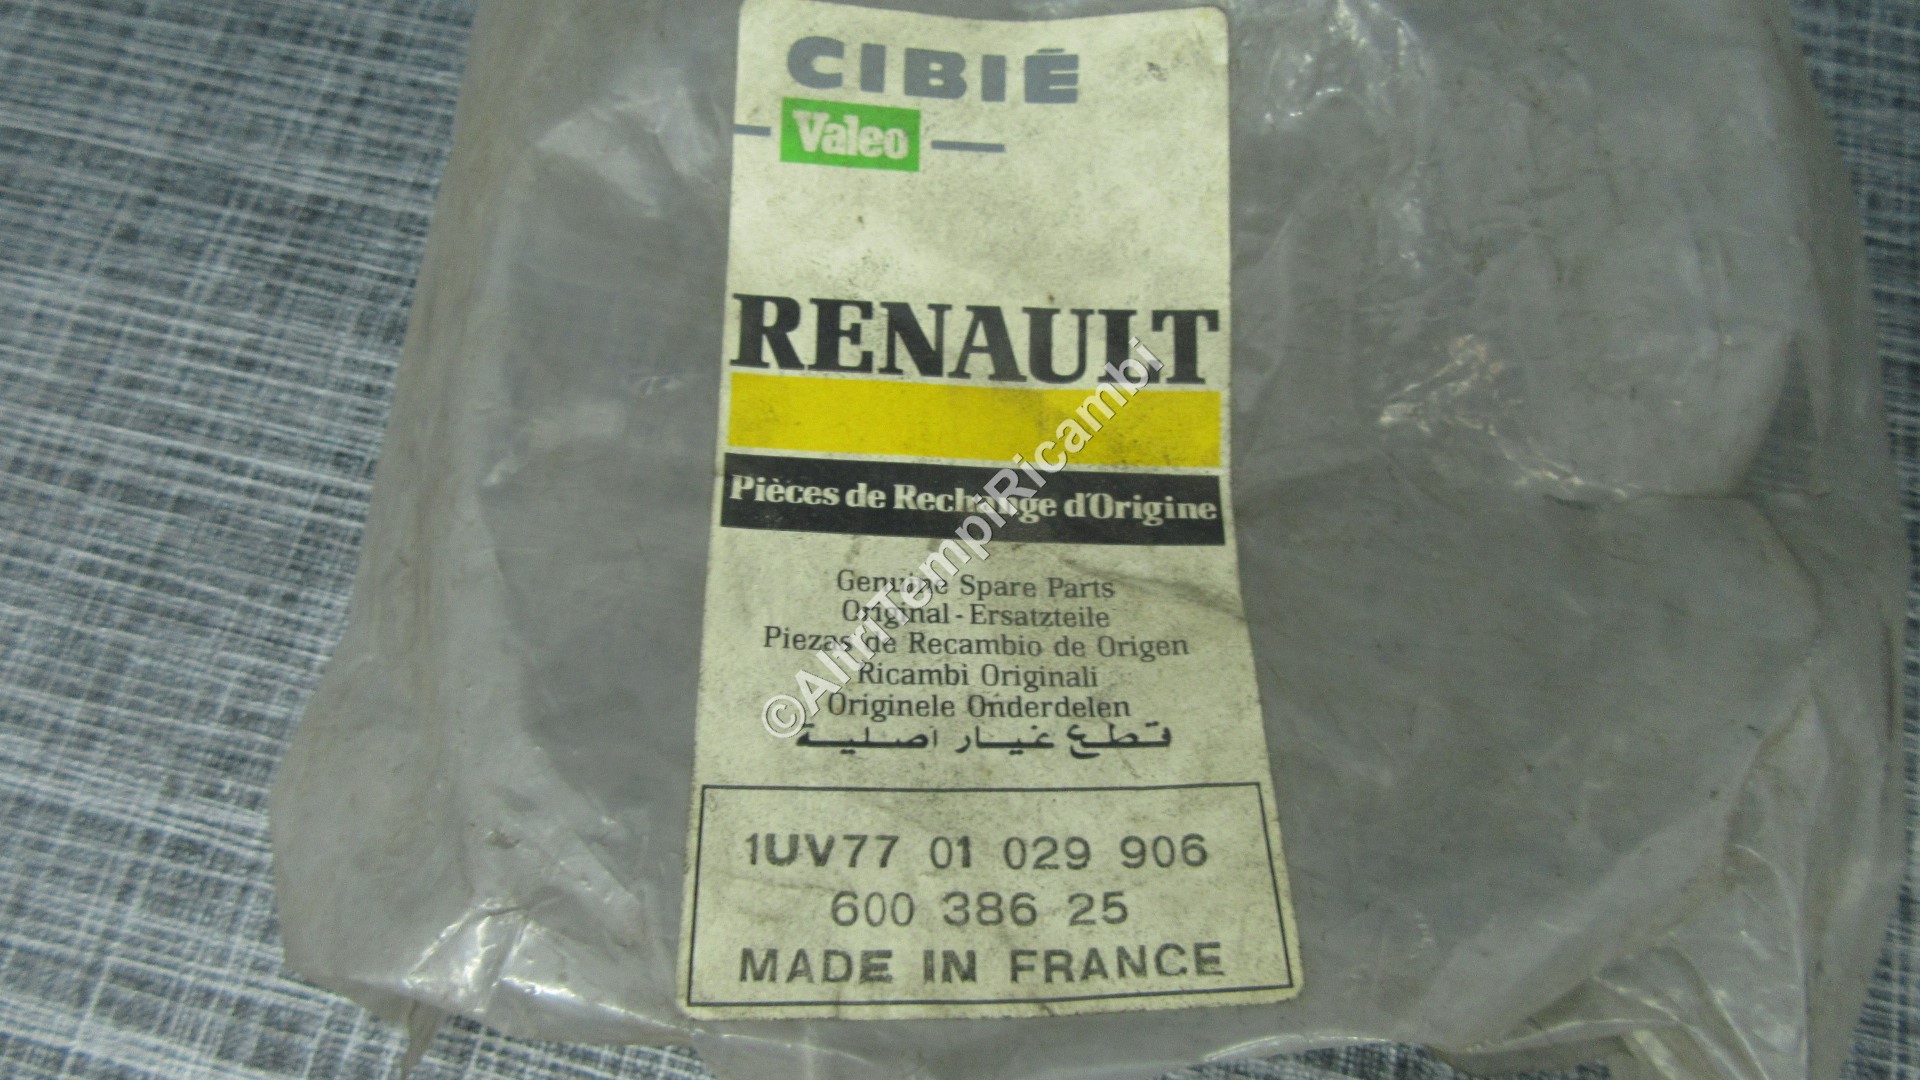 CIBIÉ
Valeo
RENAULT
Pièces de Rechange d'Origine
Genuine Spare Parts
Original - Ersatzteile
Piezas de Recambio de Origen
Ricambi Originali
Originele Onderdelen
قطع غيار اصلية
1UV77 01 029 906
600 386 25
MADE IN FRANCE
©AltriTempiRicambi